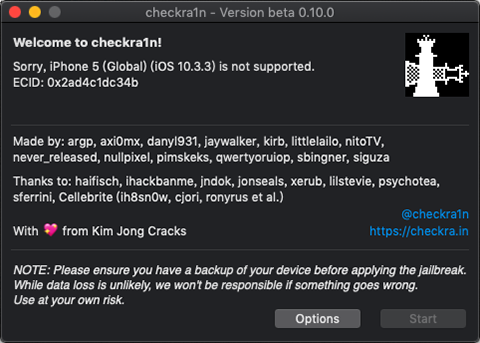 checkra1n - Version beta 0.10.0
Welcome to checkra1n!
Sorry, iPhone 5 (Global) (iOS 10.3.3) is not supported.
ECID: 0x2ad4c1dc34b
Made by: argp, axi0mx, danyl931, jaywalker, kirb, littlelailo, nitoTV,
never_released, nullpixel, pimskeks, qwertyoruiop, sbingner, siguza
Thanks to: haifisch, ihackbanme, jndok, jonseals, xerub, lilstevie, psychotea,
sferrini, Cellebrite (ih8sn0w, cjori, ronyrus et al.)
@checkra1n
With 💖 from Kim Jong Cracks
https://checkra.in
NOTE: Please ensure you have a backup of your device before applying the jailbreak.
While data loss is unlikely, we won't be responsible if something goes wrong.
Use at your own risk.
Options
Start